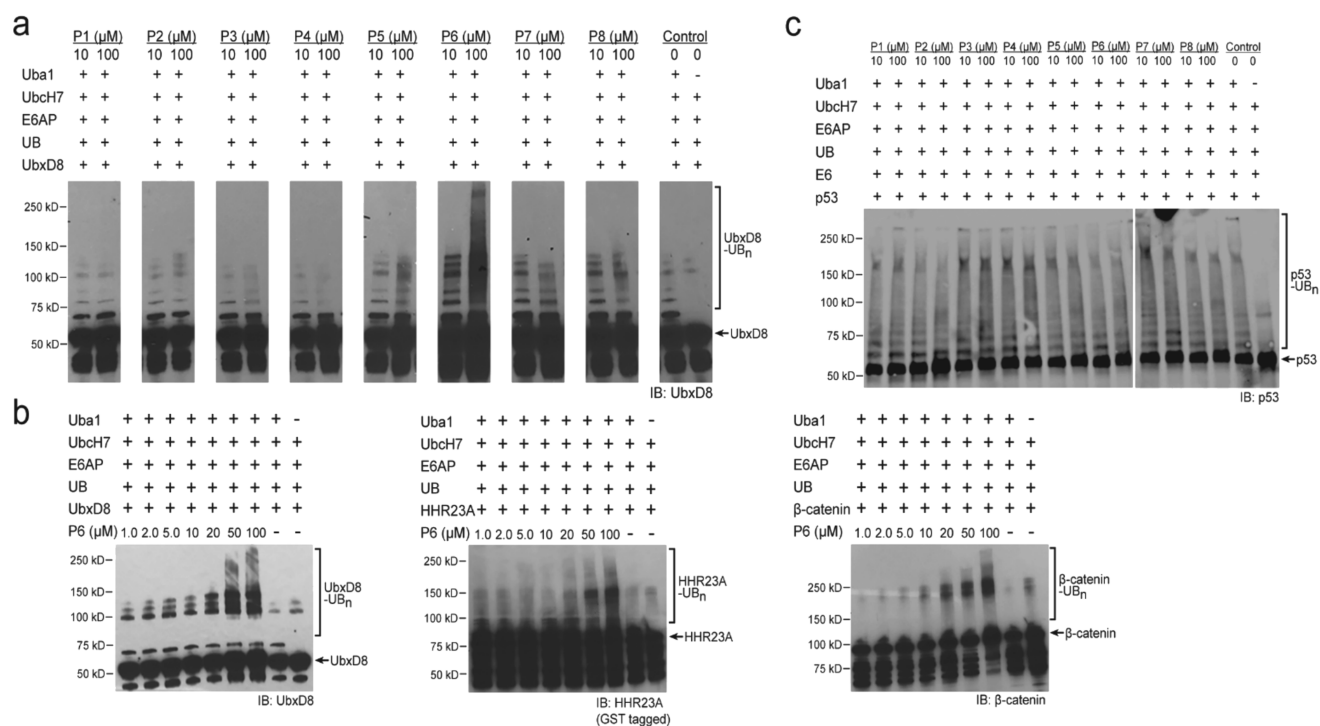 a
P1 (µM) P2 (µM) P3 (µM) P4 (µM) P5 (µM) P6 (µM) P7 (µM) P8 (µM) Control
10 100 10 100 10 100 10 100 10 100 10 100 10 100 10 100 0 0
Uba1 + + + + + + + + + + + + + + + + + -
UbcH7 + + + + + + + + + + + + + + + + + +
E6AP + + + + + + + + + + + + + + + + + +
UB + + + + + + + + + + + + + + + + + +
UbxD8 + + + + + + + + + + + + + + + + + +
250 kD
150 kD
100 kD
75 kD
50 kD
UbxD8
-UBn
UbxD8
IB: UbxD8
c
P1 (µM) P2 (µM) P3 (µM) P4 (µM) P5 (µM) P6 (µM) P7 (µM) P8 (µM) Control
10 100 10 100 10 100 10 100 10 100 10 100 10 100 10 100 0 0
Uba1 + + + + + + + + + + + + + + + + + -
UbcH7 + + + + + + + + + + + + + + + + + +
E6AP + + + + + + + + + + + + + + + + + +
UB + + + + + + + + + + + + + + + + + +
E6 + + + + + + + + + + + + + + + + + +
p53 + + + + + + + + + + + + + + + + + +
250 kD
150 kD
100 kD
75 kD
50 kD
p53
-UBn
p53
IB: p53
b
Uba1 + + + + + + + + -
UbcH7 + + + + + + + + +
E6AP + + + + + + + + +
UB + + + + + + + + +
UbxD8 + + + + + + + + +
P6 (µM) 1.0 2.0 5.0 10 20 50 100 - -
250 kD
150 kD
100 kD
75 kD
50 kD
UbxD8
-UBn
UbxD8
IB: UbxD8
Uba1 + + + + + + + + -
UbcH7 + + + + + + + + +
E6AP + + + + + + + + +
UB + + + + + + + + +
HHR23A + + + + + + + + +
P6 (µM) 1.0 2.0 5.0 10 20 50 100 - -
250 kD
150 kD
100 kD
75 kD
50 kD
HHR23A
-UBn
HHR23A
IB: HHR23A
(GST tagged)
Uba1 + + + + + + + + -
UbcH7 + + + + + + + + +
E6AP + + + + + + + + +
UB + + + + + + + + +
β-catenin + + + + + + + + +
P6 (µM) 1.0 2.0 5.0 10 20 50 100 - -
250 kD
150 kD
100 kD
75 kD
β-catenin
-UBn
β-catenin
IB: β-catenin